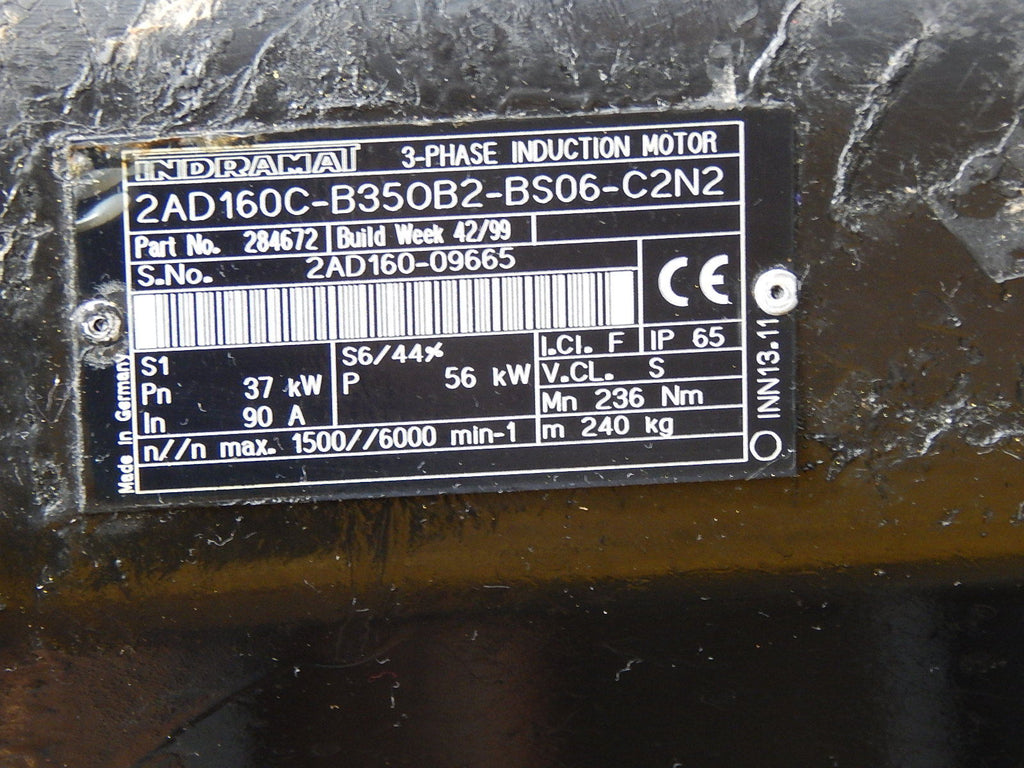 INDRAMAT 3-PHASE INDUCTION MOTOR
2AD160C-B350B2-BS06-C2N2
Part No. 284672 Build Week 42/99
S.No. 2AD160-09665
CE
S1
Pn 37 kW
In 90 A
S6/44%
P 56 kW
I.Cl. F IP 65
V.CL. S
Mn 236 Nm
n//n max. 1500//6000 min-1 m 240 kg
Made in Germany
INN13.11